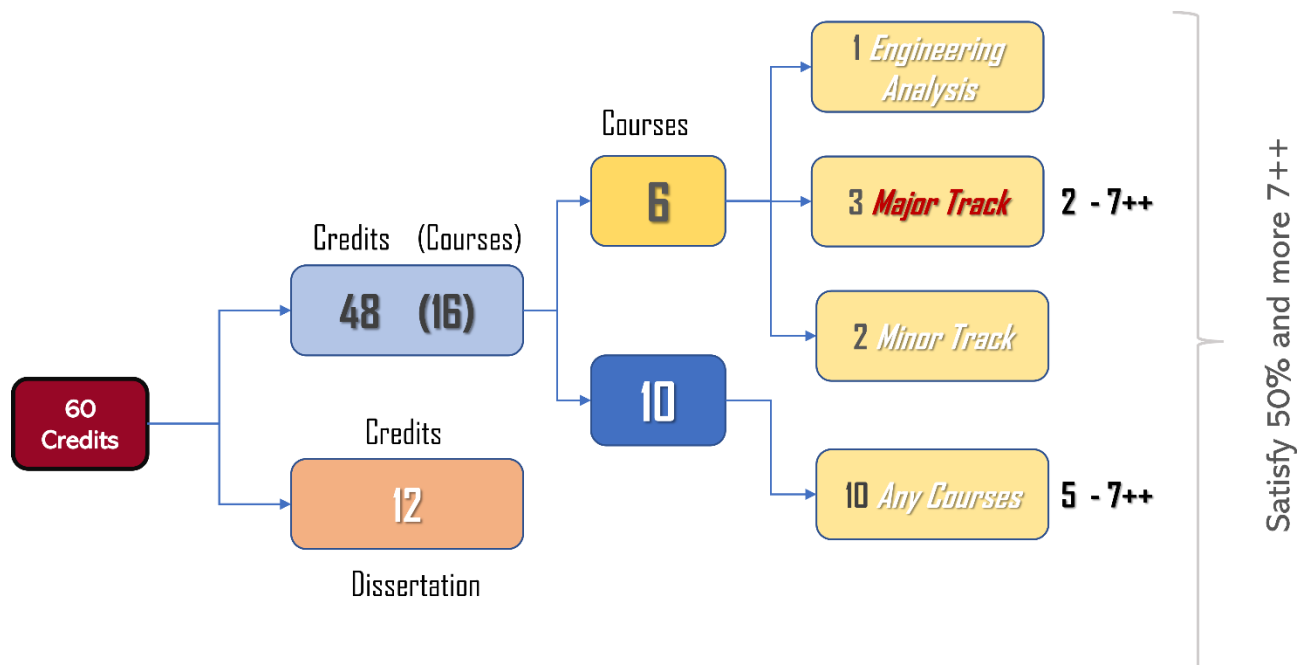 60
Credits
Credits (Courses)
48 (16)
Credits
12
Dissertation
Courses
6
10
1 Engineering
Analysis
3 Major Track
2 - 7++
2 Minor Track
10 Any Courses
5 - 7++
Satisfy 50% and more 7++